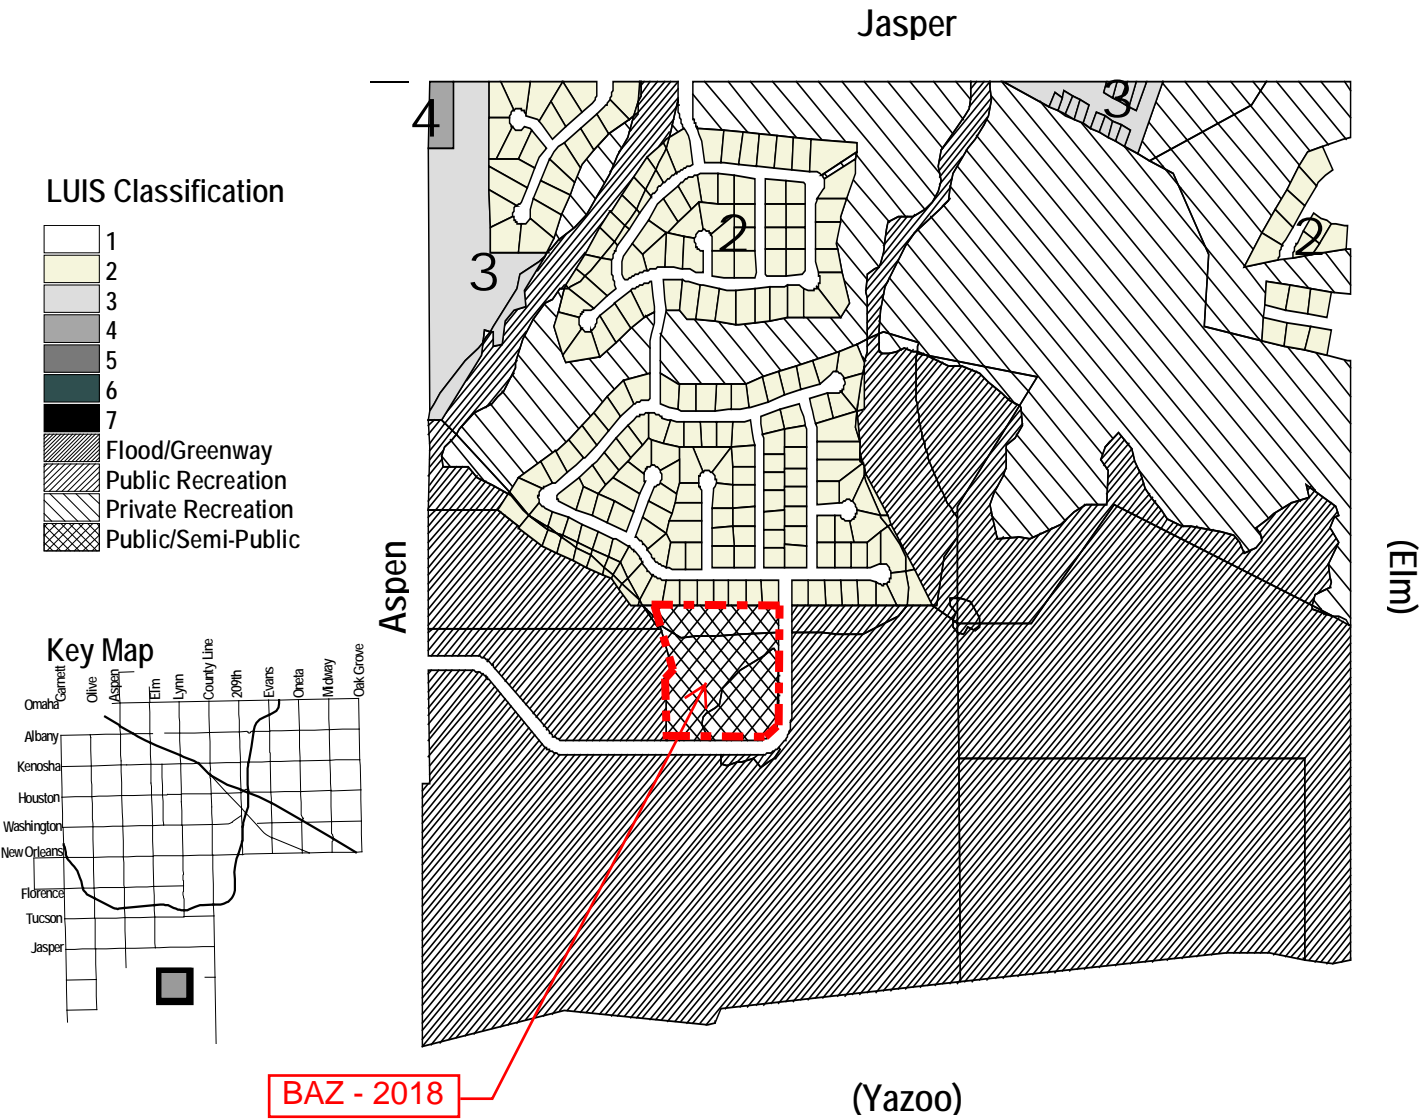 Jasper
4
3
LUIS Classification
1
2
3
4
5
6
7
Flood/Greenway
Public Recreation
Private Recreation
Public/Semi-Public
2
2
3
Aspen
(Elm)
Key Map
Garnett
Olive
Aspen
Elm
Lynn
County Line
209th
Evans
Oneta
Midway
Oak Grove
Omaha
Albany
Kenosha
Houston
Washington
New Orleans
Florence
Tucson
Jasper
BAZ - 2018
(Yazoo)